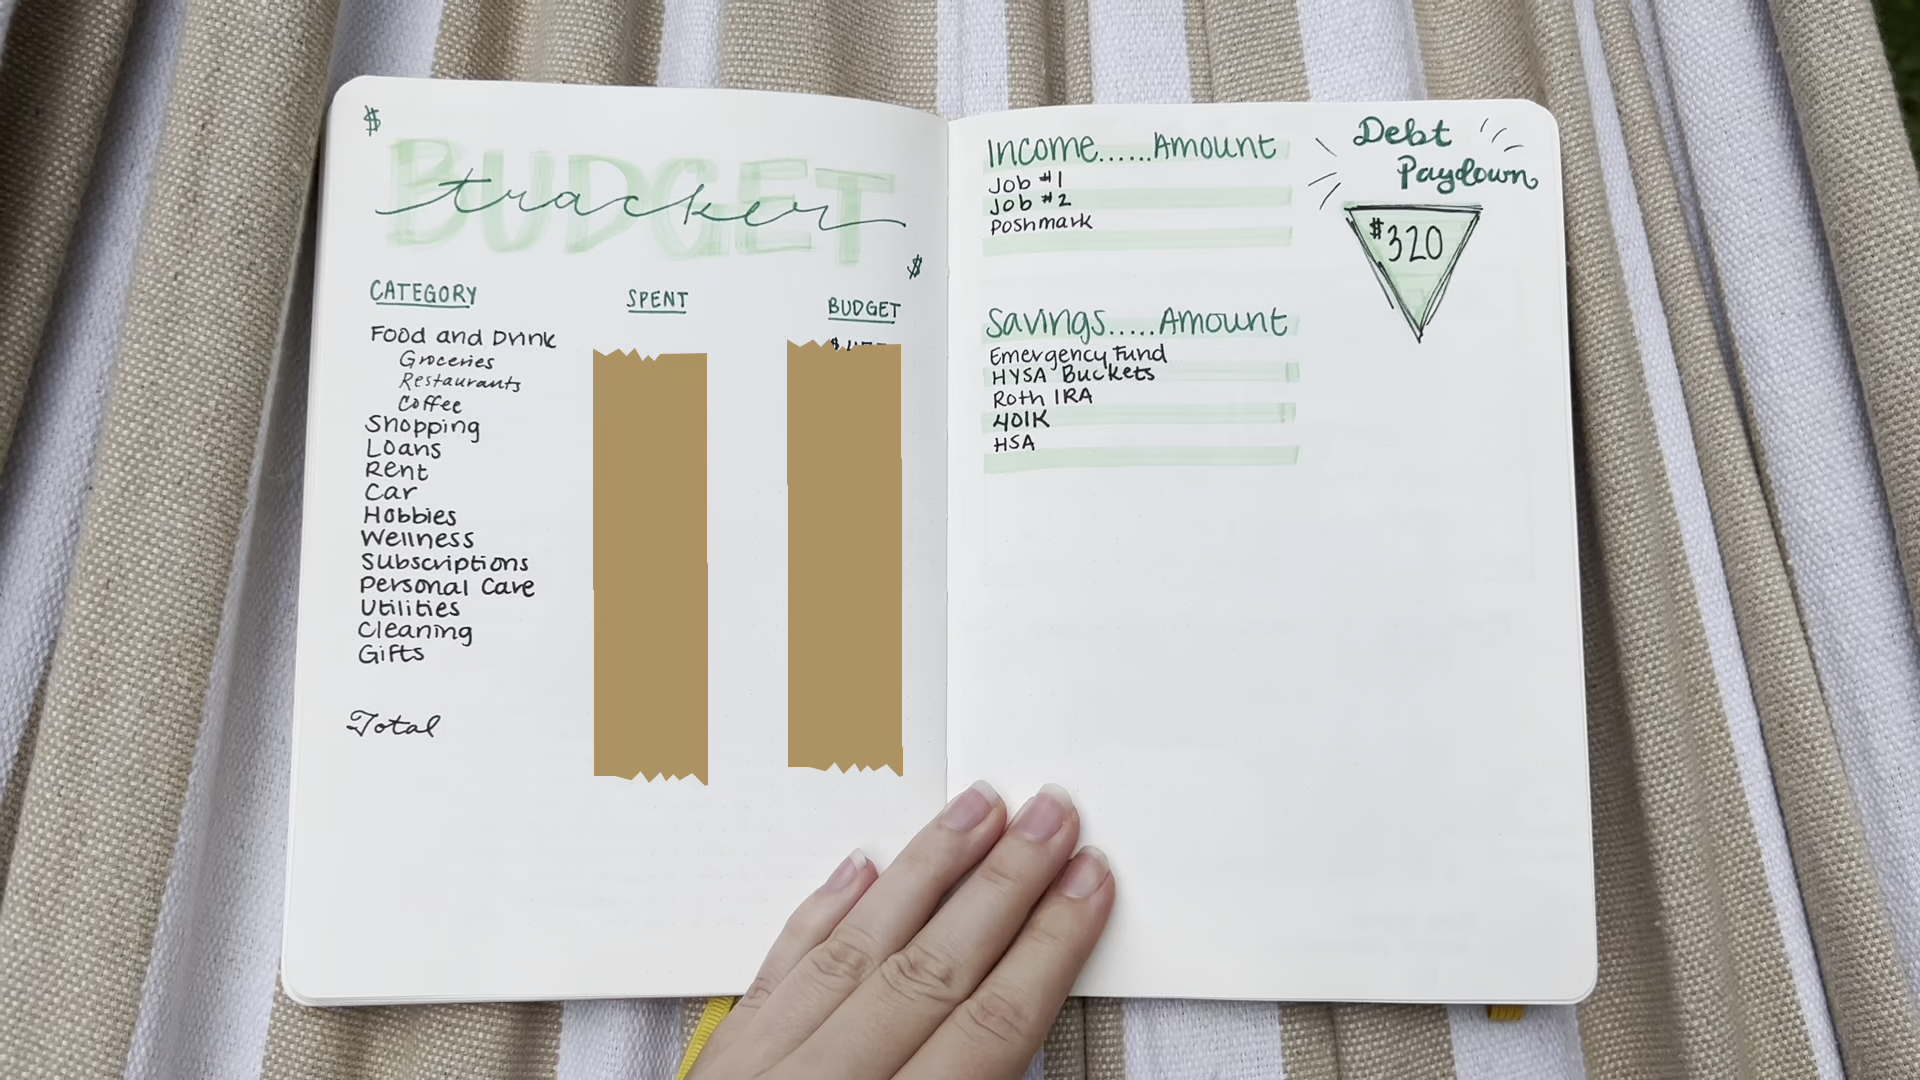 $
BUDGET
tracker
$
CATEGORY SPENT BUDGET
Food and Drink
Groceries
Restaurants
Coffee
Shopping
Loans
Rent
Car
Hobbies
Wellness
Subscriptions
Personal Care
Utilities
Cleaning
Gifts
Total
Income......Amount
Job #1
Job #2
Poshmark
Savings.....Amount
Emergency Fund
HYSA Buckets
Roth IRA
401K
HSA
Debt
Paydown
$320